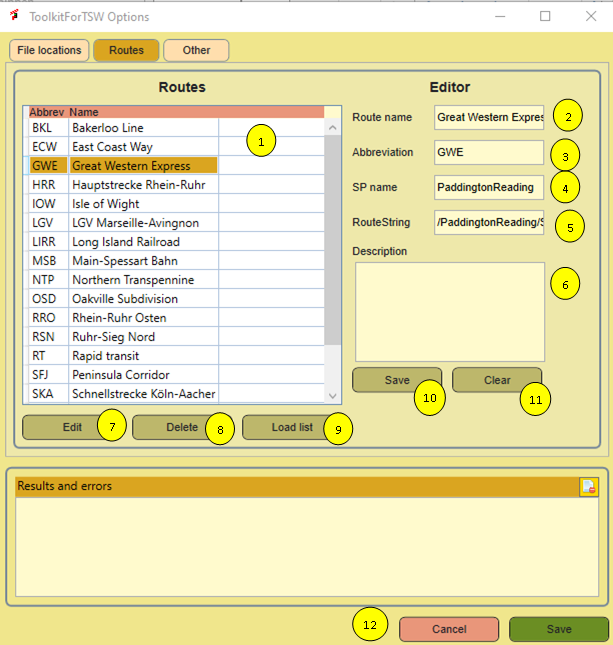 ToolkitForTSW Options
File locations Routes Other
Routes
Abbrev Name
BKL Bakerloo Line
ECW East Coast Way
GWE Great Western Express
HRR Hauptstrecke Rhein-Ruhr
IOW Isle of Wight
LGV LGV Marseille-Avingnon
LIRR Long Island Railroad
MSB Main-Spessart Bahn
NTP Northern Transpennine
OSD Oakville Subdivision
RRO Rhein-Ruhr Osten
RSN Ruhr-Sieg Nord
RT Rapid transit
SFJ Peninsula Corridor
SKA Schnellstrecke Köln-Aacher
1
Edit 7 Delete 8 Load list 9
Editor
Route name Great Western Expres 2
Abbreviation GWE 3
SP name PaddingtonReading 4
RouteString /PaddingtonReading/S 5
Description
6
Save 10 Clear 11
Results and errors
12 Cancel Save